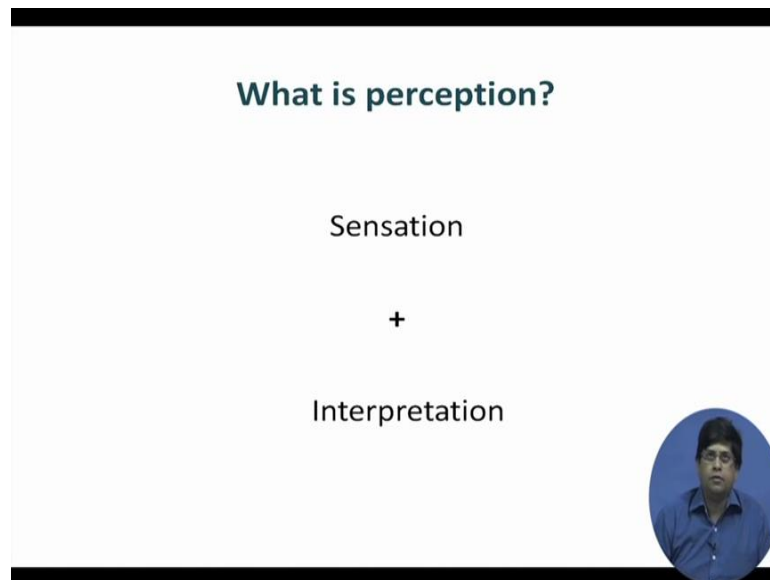 What is perception?
Sensation
+
Interpretation